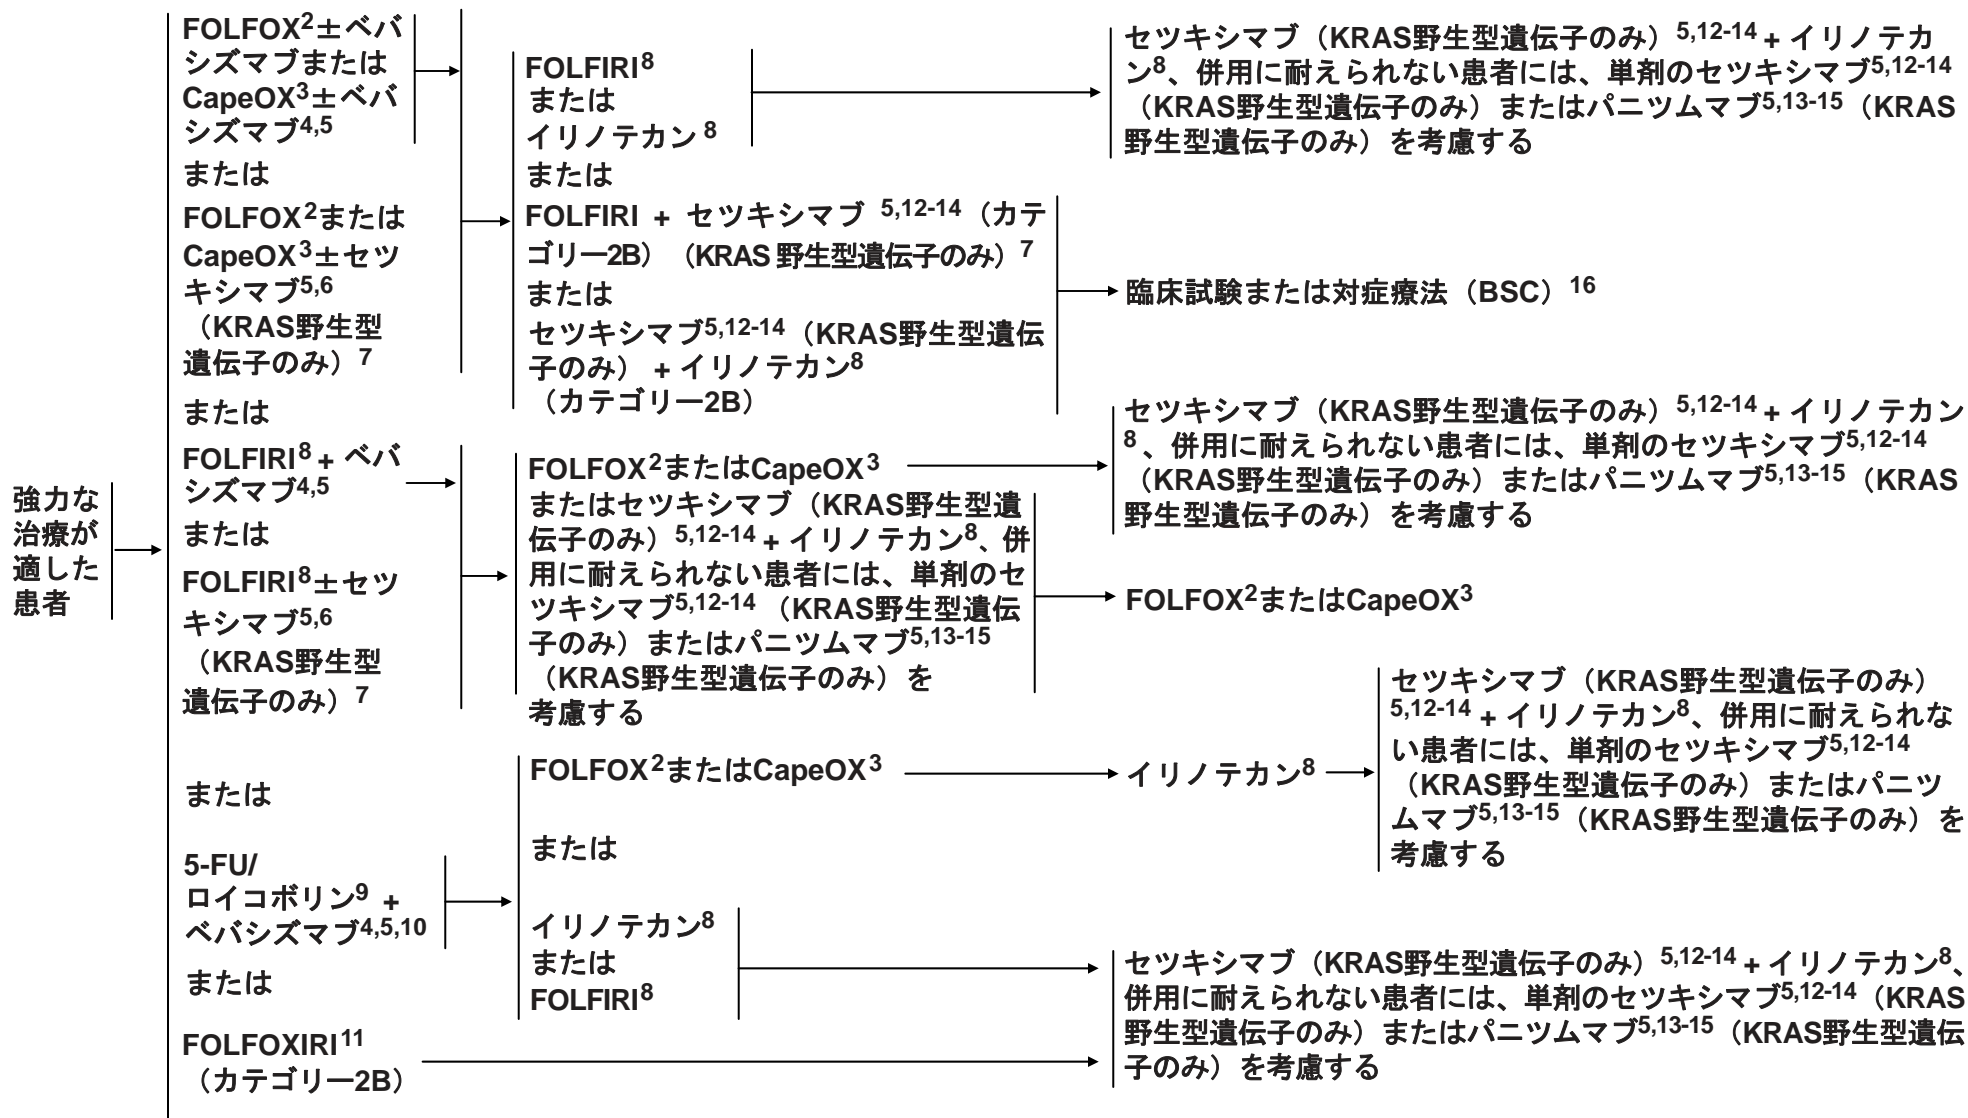 強力な
治療が
適した
患者
FOLFOX2±ベバ
シズマブまたは
CapeOX3±ベバ
シズマブ4,5
または
FOLFOX2または
CapeOX3±セツ
キシマブ5,6
（KRAS野生型
遺伝子のみ）7
または
FOLFIRI8 + ベバ
シズマブ4,5
または
FOLFIRI8±セツ
キシマブ5,6
（KRAS野生型
遺伝子のみ）7
または
5-FU/
ロイコボリン9 +
ベバシズマブ4,5,10
または
FOLFOXIRI11
（カテゴリー2B）
FOLFIRI8
または
イリノテカン8
または
FOLFIRI + セツキシマブ 5,12-14（カテ
ゴリー2B）（KRAS 野生型遺伝子のみ）7
または
セツキシマブ5,12-14（KRAS野生型遺伝
子のみ）+ イリノテカン8
（カテゴリー2B）
FOLFOX2またはCapeOX3
またはセツキシマブ（KRAS野生型遺
伝子のみ）5,12-14 + イリノテカン8、併
用に耐えられない患者には、単剤のセ
ツキシマブ5,12-14（KRAS野生型遺伝
子のみ）またはパニツムマブ5,13-15
（KRAS野生型遺伝子のみ）を
考慮する
FOLFOX2またはCapeOX3
または
イリノテカン8
または
FOLFIRI8
セツキシマブ（KRAS野生型遺伝子のみ）5,12-14 + イリノテカ
ン8、併用に耐えられない患者には、単剤のセツキシマブ5,12-14
（KRAS野生型遺伝子のみ）またはパニツムマブ5,13-15（KRAS
野生型遺伝子のみ）を考慮する
臨床試験または対症療法（BSC）16
セツキシマブ（KRAS野生型遺伝子のみ）5,12-14 + イリノテカン
8、併用に耐えられない患者には、単剤のセツキシマブ5,12-14
（KRAS野生型遺伝子のみ）またはパニツムマブ5,13-15（KRAS
野生型遺伝子のみ）を考慮する
FOLFOX2またはCapeOX3
イリノテカン8
セツキシマブ（KRAS野生型遺伝子のみ）
5,12-14 + イリノテカン8、併用に耐えられな
い患者には、単剤のセツキシマブ5,12-14
（KRAS野生型遺伝子のみ）またはパニツ
ムマブ5,13-15（KRAS野生型遺伝子のみ）を
考慮する
セツキシマブ（KRAS野生型遺伝子のみ）5,12-14 + イリノテカン8、
併用に耐えられない患者には、単剤のセツキシマブ5,12-14（KRAS
野生型遺伝子のみ）またはパニツムマブ5,13-15（KRAS野生型遺伝
子のみ）を考慮する